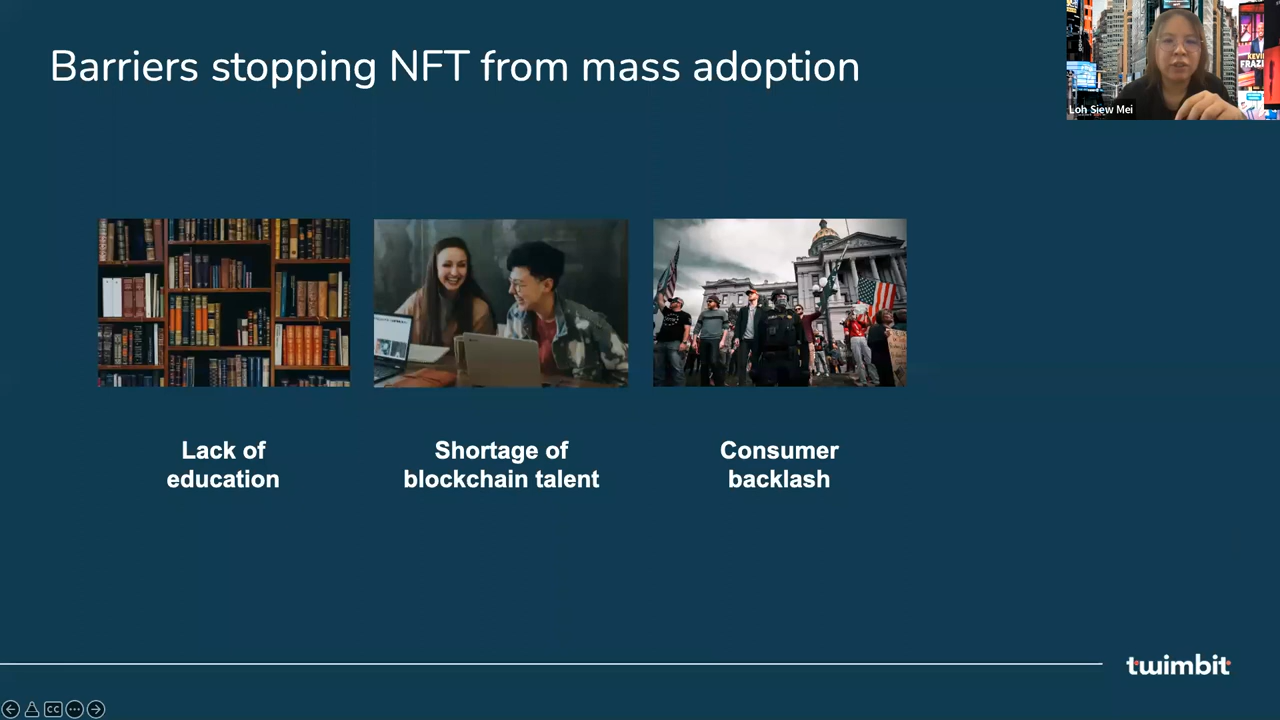 Barriers stopping NFT from mass adoption
Loh Siew Mei
Lack of
education
Shortage of
blockchain talent
Consumer
backlash
twimbit
CC